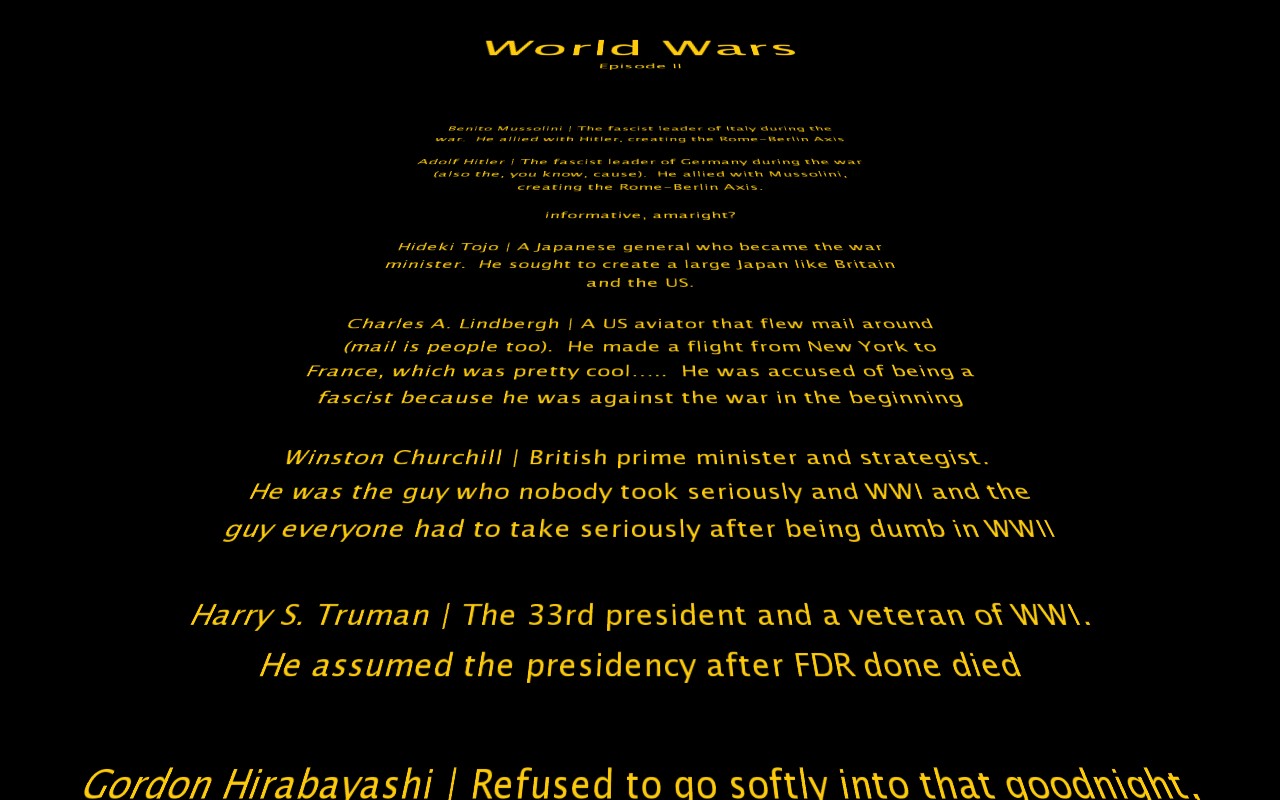 World Wars
Episode II
Benito Mussolini | The fascist leader of Italy during the
war.  He allied with Hitler, creating the Rome-Berlin Axis
Adolf Hitler | The fascist leader of Germany during the war
(also the, you know, cause).  He allied with Mussolini,
creating the Rome-Berlin Axis.
informative, amaright?
Hideki Tojo | A Japanese general who became the war
minister.  He sought to create a large Japan like Britain
and the US.
Charles A. Lindbergh | A US aviator that flew mail around
(mail is people too).  He made a flight from New York to
France, which was pretty cool.....  He was accused of being a
fascist because he was against the war in the beginning
Winston Churchill | British prime minister and strategist.
He was the guy who nobody took seriously and WWI and the
guy everyone had to take seriously after being dumb in WWII
Harry S. Truman | The 33rd president and a veteran of WWI.
He assumed the presidency after FDR done died
Gordon Hirabayashi | Refused to go softly into that goodnight,